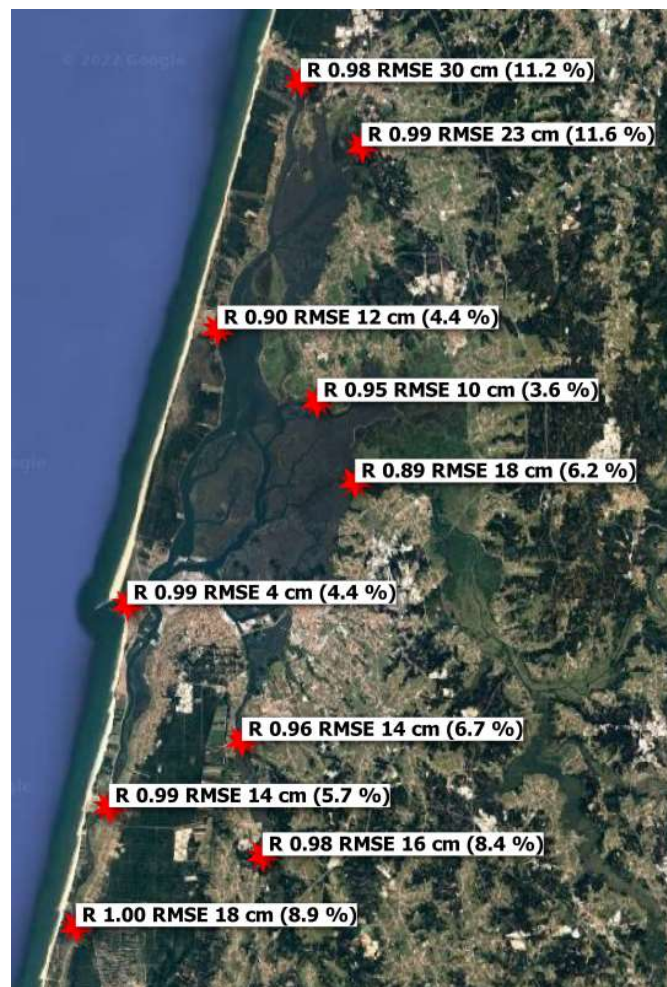 © 2022 Google
R 0.98 RMSE 30 cm (11.2 %)
R 0.99 RMSE 23 cm (11.6 %)
R 0.90 RMSE 12 cm (4.4 %)
R 0.95 RMSE 10 cm (3.6 %)
R 0.89 RMSE 18 cm (6.2 %)
R 0.99 RMSE 4 cm (4.4 %)
R 0.96 RMSE 14 cm (6.7 %)
R 0.99 RMSE 14 cm (5.7 %)
R 0.98 RMSE 16 cm (8.4 %)
R 1.00 RMSE 18 cm (8.9 %)